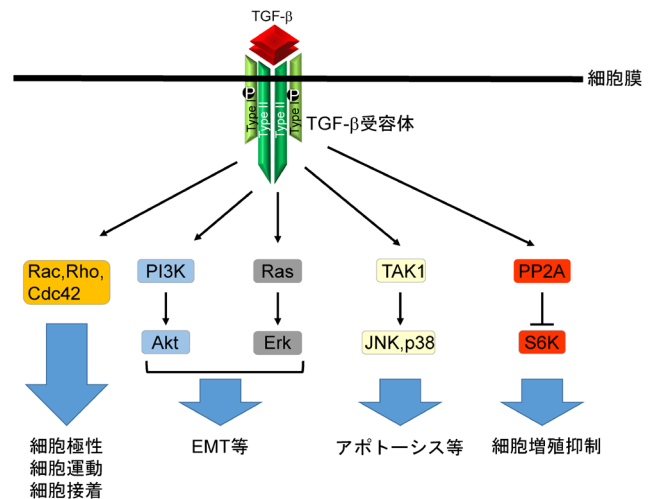 TGF-β
細胞膜
P
P
Type I
Type II
Type II
Type I
TGF-β受容体
Rac,Rho,
Cdc42
PI3K
Ras
TAK1
PP2A
Akt
Erk
JNK,p38
S6K
細胞極性
細胞運動
細胞接着
EMT等
アポトーシス等
細胞増殖抑制